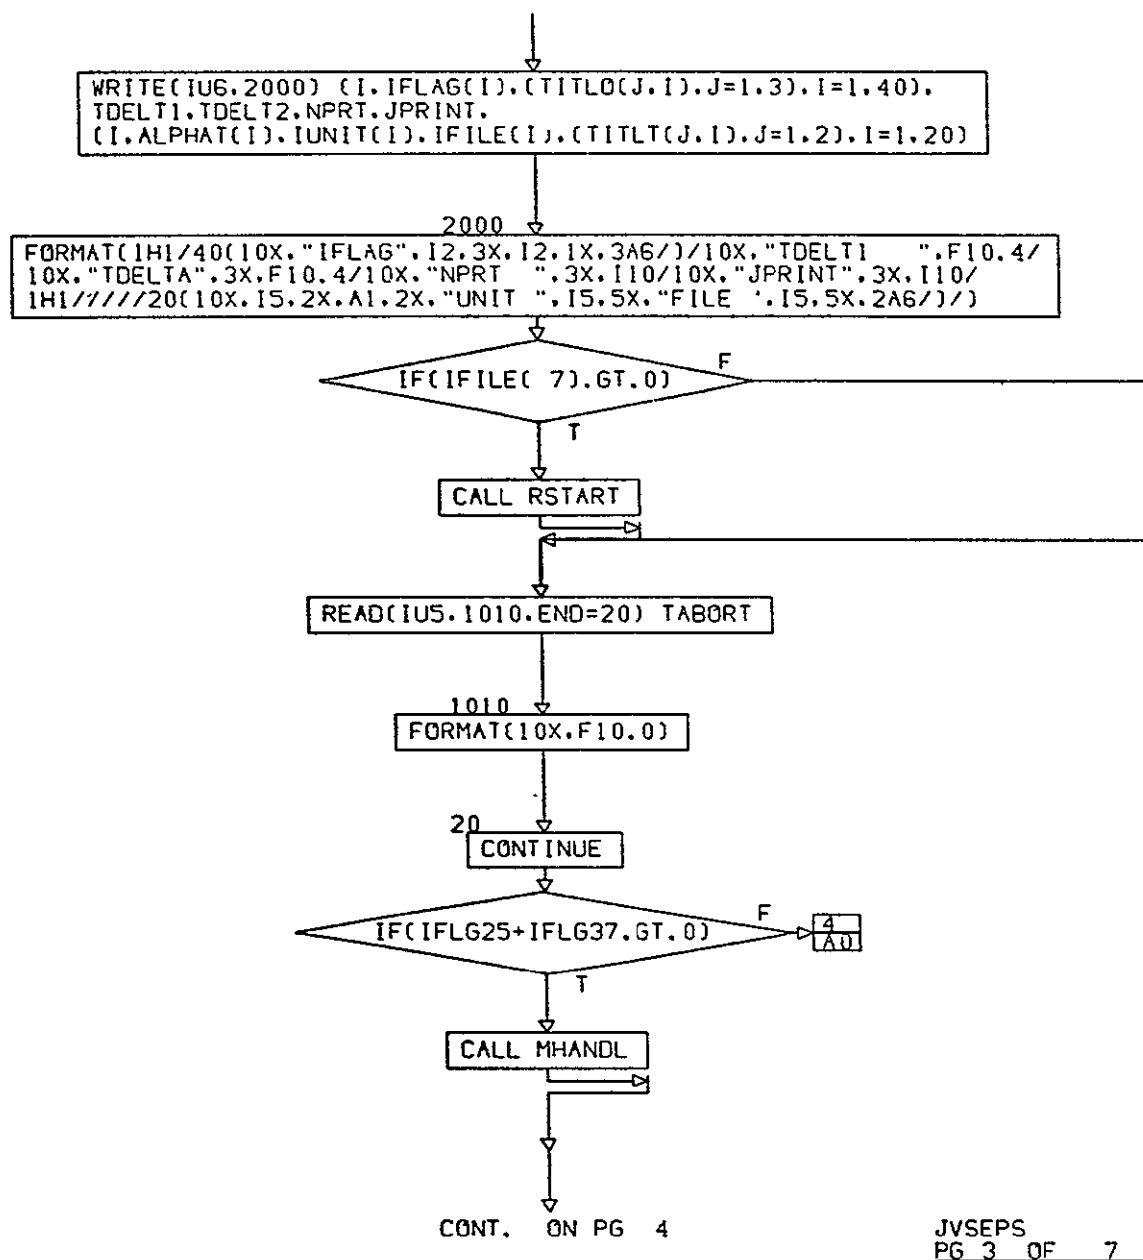 WRITE(IU6.2000) (I.IFLAG(I).(TITLO(J.I).J=1.3).I=1.40).
TDELT1.TDELT2.NPRT.JPRINT.
(I.ALPHAT(I).IUNIT(I).IFILE(I).(TITLT(J.I).J=1.2).I=1.20)
2000
FORMAT(1H1/40(10X."IFLAG".I2.3X.I2.1X.3A6/)/10X."TDELT1   ".F10.4/
10X."TDELTA".3X.F10.4/10X."NPRT  ".3X.I10/10X."JPRINT".3X.I10/
1H1/////20(10X.I5.2X.A1.2X."UNIT ".I5.5X."FILE '.I5.5X.2A6/)/)
IF(IFILE( 7).GT.0)
F
T
CALL RSTART
READ(IU5.1010.END=20) TABORT
1010
FORMAT(10X.F10.0)
20
CONTINUE
IF(IFLG25+IFLG37.GT.0)
F
4
A0
T
CALL MHANDL
CONT.  ON PG  4
JVSEPS
PG 3  OF   7